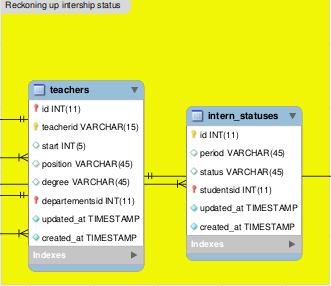 Reckoning up intership status
teachers
id INT(11)
teacherid VARCHAR(15)
start INT(5)
position VARCHAR(45)
degree VARCHAR(45)
departementsid INT(11)
updated_at TIMESTAMP
created_at TIMESTAMP
Indexes
intern_statuses
id INT(11)
period VARCHAR(45)
status VARCHAR(45)
studentsid INT(11)
updated_at TIMESTAMP
created_at TIMESTAMP
Indexes